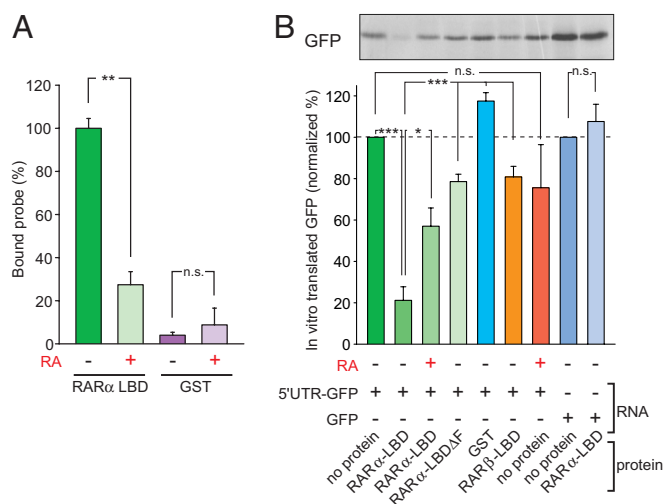 A
Bound probe (%)
120
100
80
60
40
20
0
**
n.s.
RA - + - +
RARα LBD GST
B
GFP
In vitro translated GFP (normalized %)
120
100
80
60
40
20
0
n.s.
***
n.s.
*** *
RA - - + - - - + - -
5'UTR-GFP + + + + + + + - -
GFP - - - - - - - + +
RNA
no protein
RARα-LBD
RARα-LBD
RARα-LBDΔF
GST
RARβ-LBD
no protein
no protein
RARα-LBD
protein